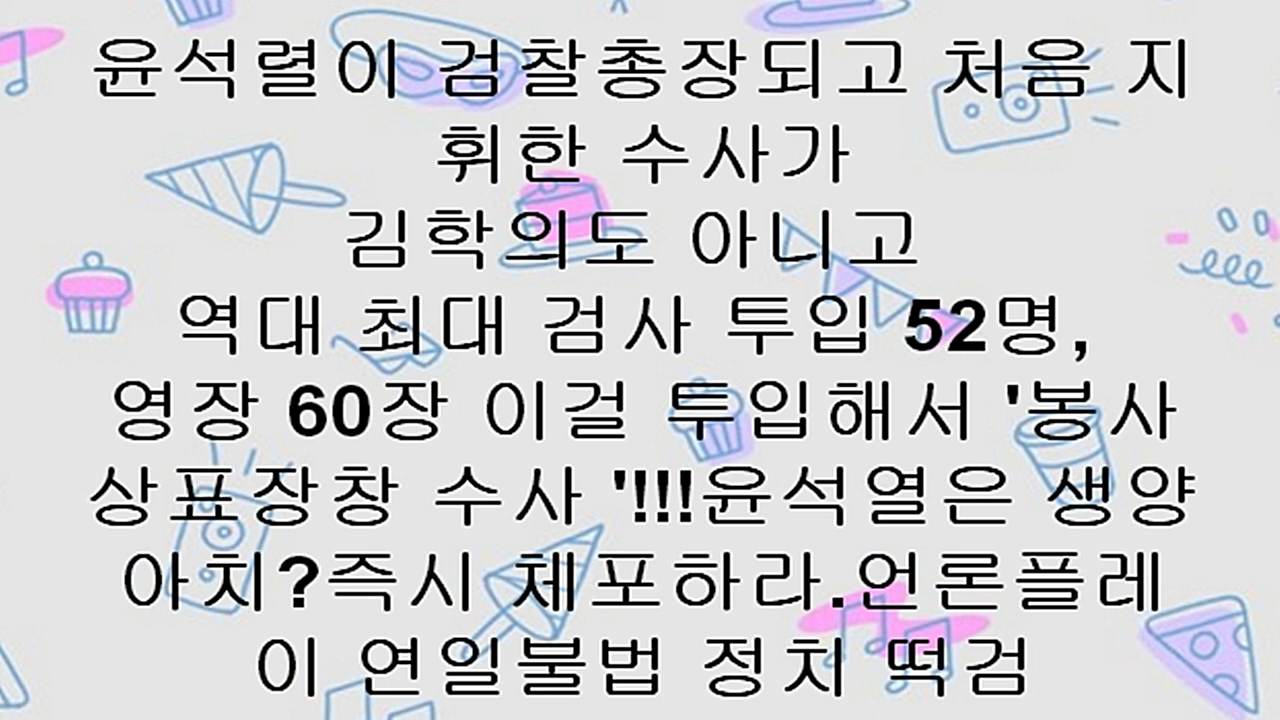 윤석렬이 검찰총장되고 처음 지
휘한 수사가
김학의도 아니고
역대 최대 검사 투입 52명,
영장 60장 이걸 투입해서 '봉사
상표장창 수사 '!!!윤석열은 생양
아치?즉시 체포하라.언론플레
이 연일불법 정치 떡검